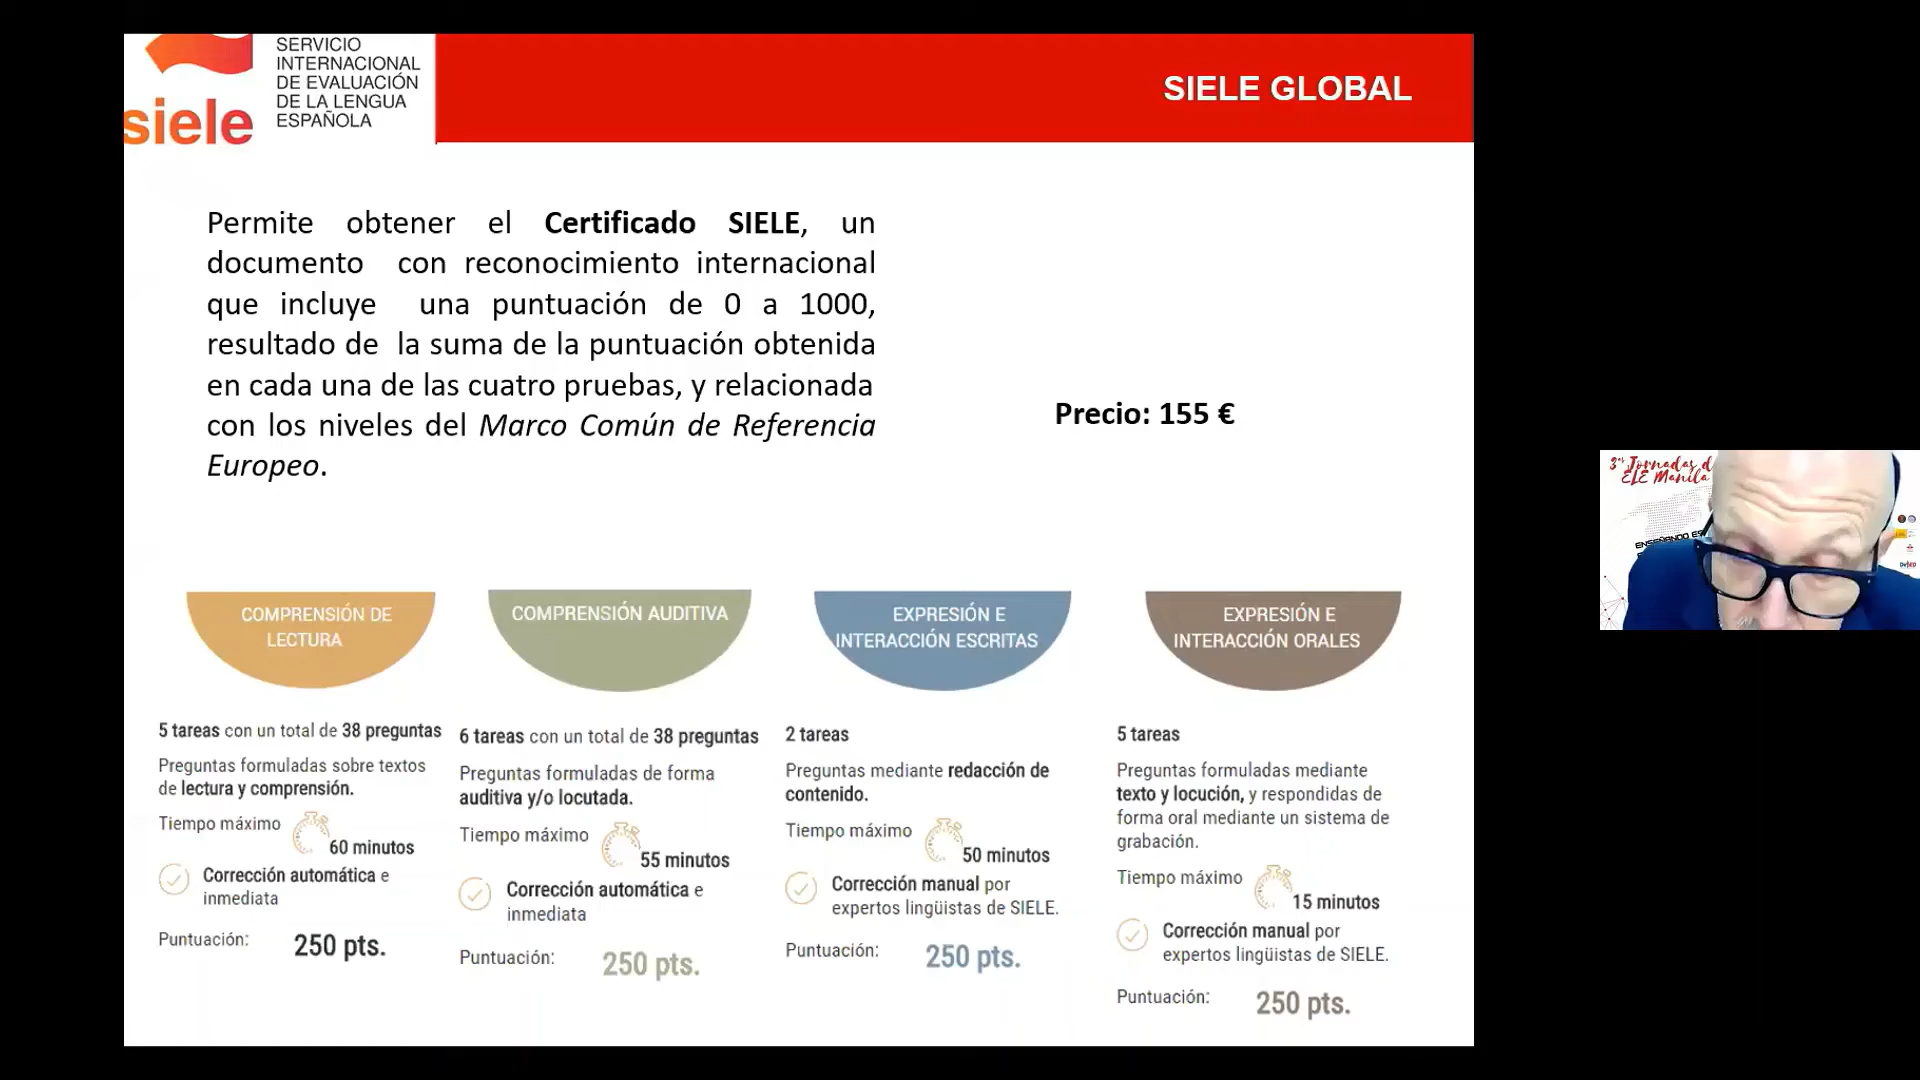 siele
SERVICIO
INTERNACIONAL
DE EVALUACIÓN
DE LA LENGUA
ESPAÑOLA
SIELE GLOBAL
Permite obtener el Certificado SIELE, un
documento con reconocimiento internacional
que incluye una puntuación de 0 a 1000,
resultado de la suma de la puntuación obtenida
en cada una de las cuatro pruebas, y relacionada
con los niveles del Marco Común de Referencia
Europeo.
Precio: 155 €
3as Jornadas d
ELE Manila
COMPRENSIÓN DE
LECTURA
5 tareas con un total de 38 preguntas
Preguntas formuladas sobre textos
de lectura y comprensión.
Tiempo máximo
60 minutos
Corrección automática e
inmediata
Puntuación:
250 pts.
COMPRENSIÓN AUDITIVA
6 tareas con un total de 38 preguntas
Preguntas formuladas de forma
auditiva y/o locutada.
Tiempo máximo
55 minutos
Corrección automática e
inmediata
Puntuación:
250 pts.
EXPRESIÓN E
INTERACCIÓN ESCRITAS
2 tareas
Preguntas mediante redacción de
contenido.
Tiempo máximo
50 minutos
Corrección manual por
expertos lingüistas de SIELE.
Puntuación:
250 pts.
EXPRESIÓN E
INTERACCIÓN ORALES
5 tareas
Preguntas formuladas mediante
texto y locución, y respondidas de
forma oral mediante un sistema de
grabación.
Tiempo máximo
15 minutos
Corrección manual por
expertos lingüistas de SIELE.
Puntuación:
250 pts.